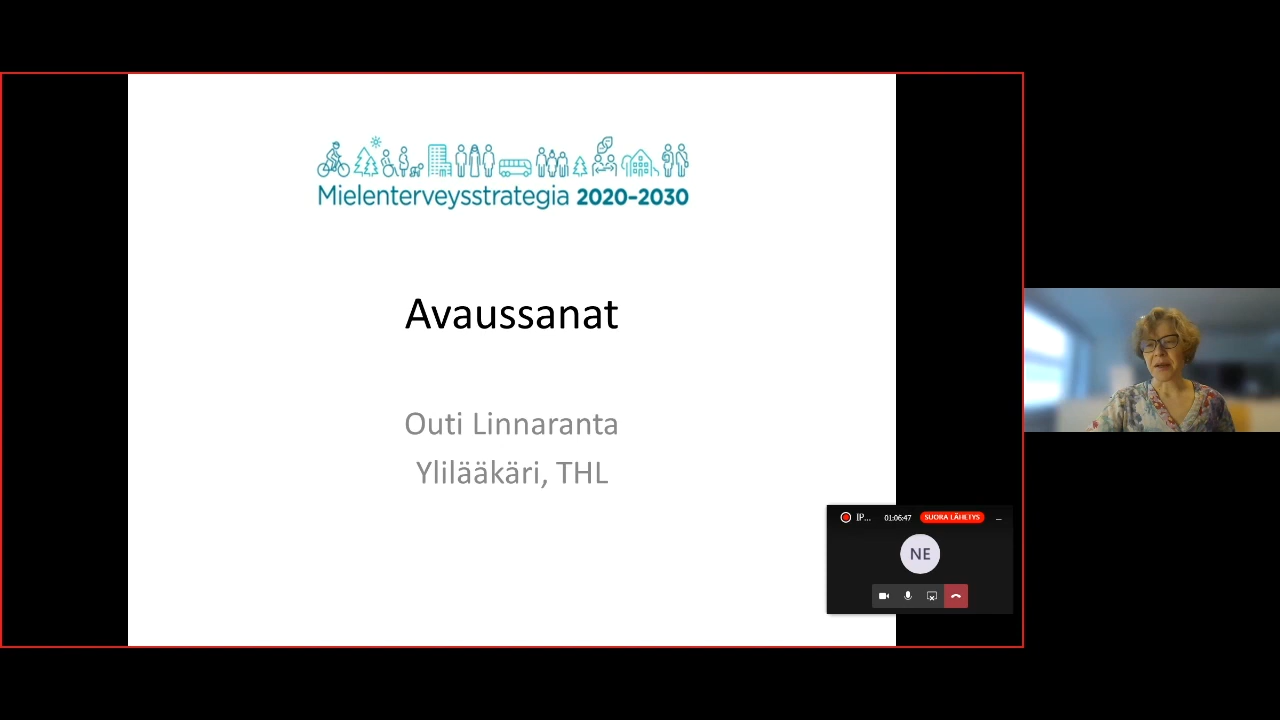 Mielenterveysstrategia 2020–2030
Avaussanat
Outi Linnaranta
Ylilääkäri, THL
IP...
01:06:47
SUORA LÄHETYS
NE